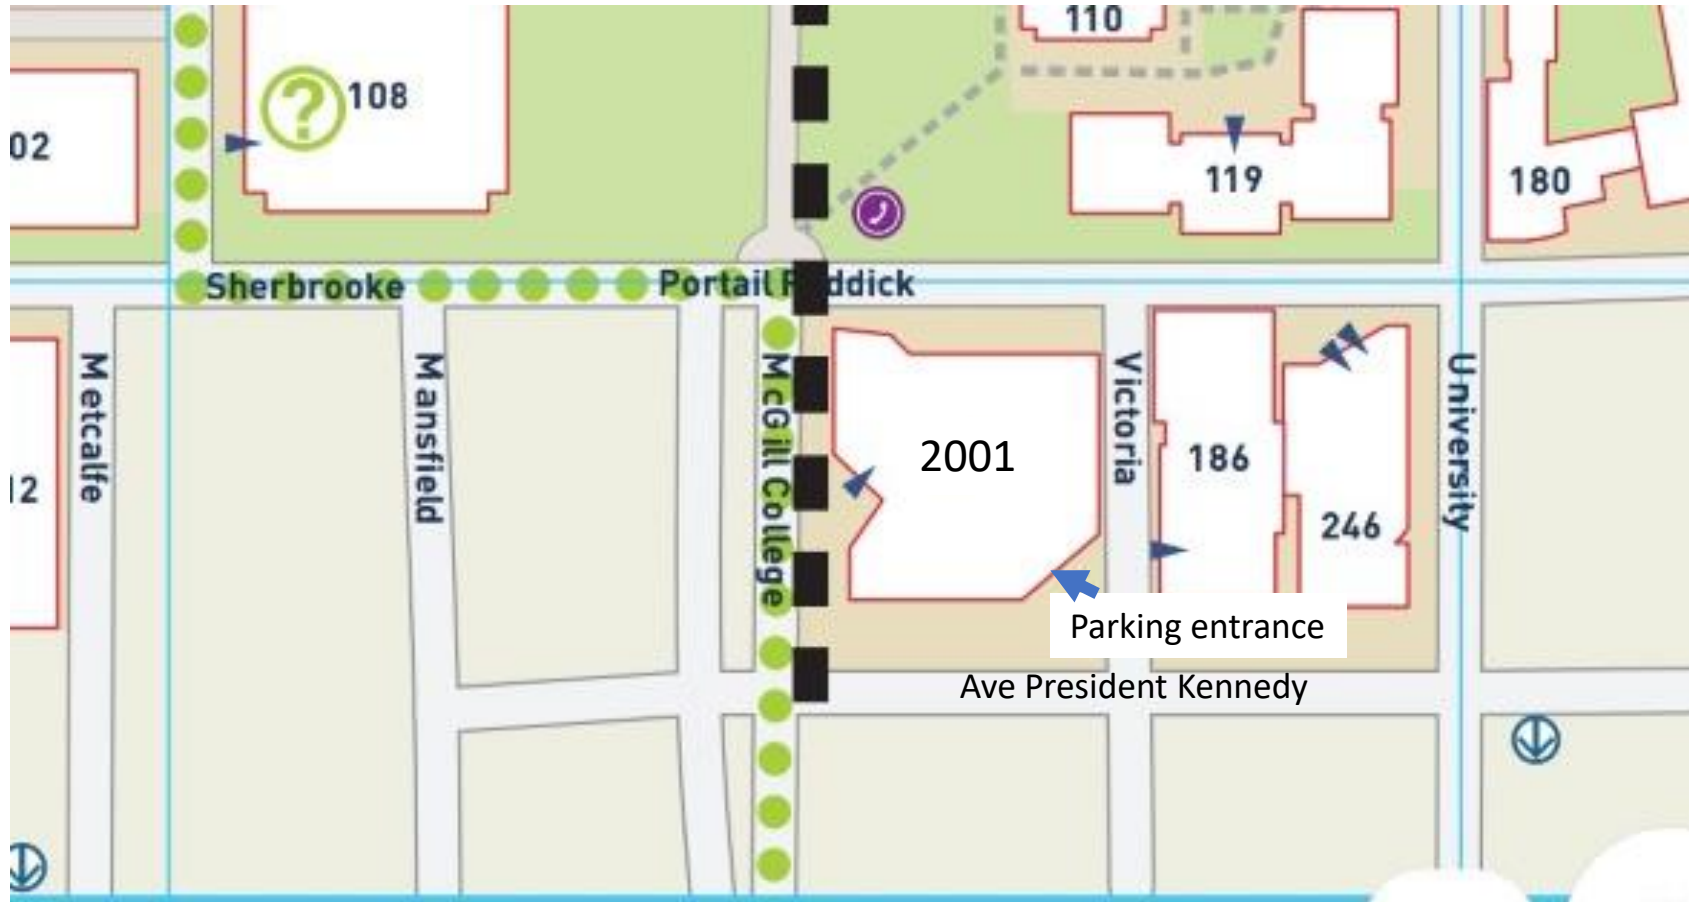 110
?
108
02
119
180
Sherbrooke
Portail
ddick
Metcalfe
Mansfield
McGill College
Victoria
University
2001
186
12
246
Parking entrance
Ave President Kennedy